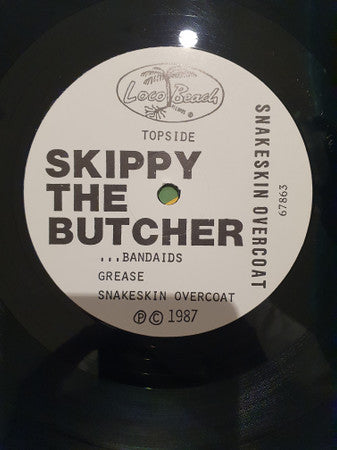 Loco Beach
TOPSIDE
SKIPPY
THE
BUTCHER
...BANDAIDS
GREASE
SNAKESKIN OVERCOAT
℗ © 1987
SNAKESKIN OVERCOAT
67863